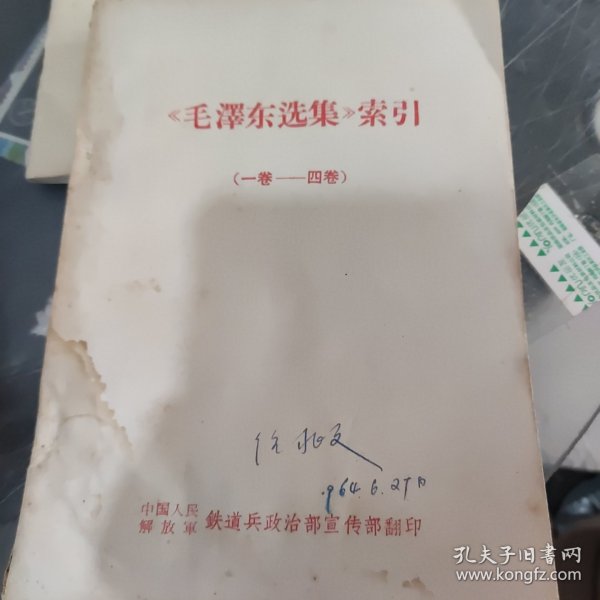 《毛澤东选集》索引
（一卷——四卷）
1964.6.27日
中国人民
解放軍 鉄道兵政治部宣传部翻印
孔夫子旧书网
www.kongfz.com